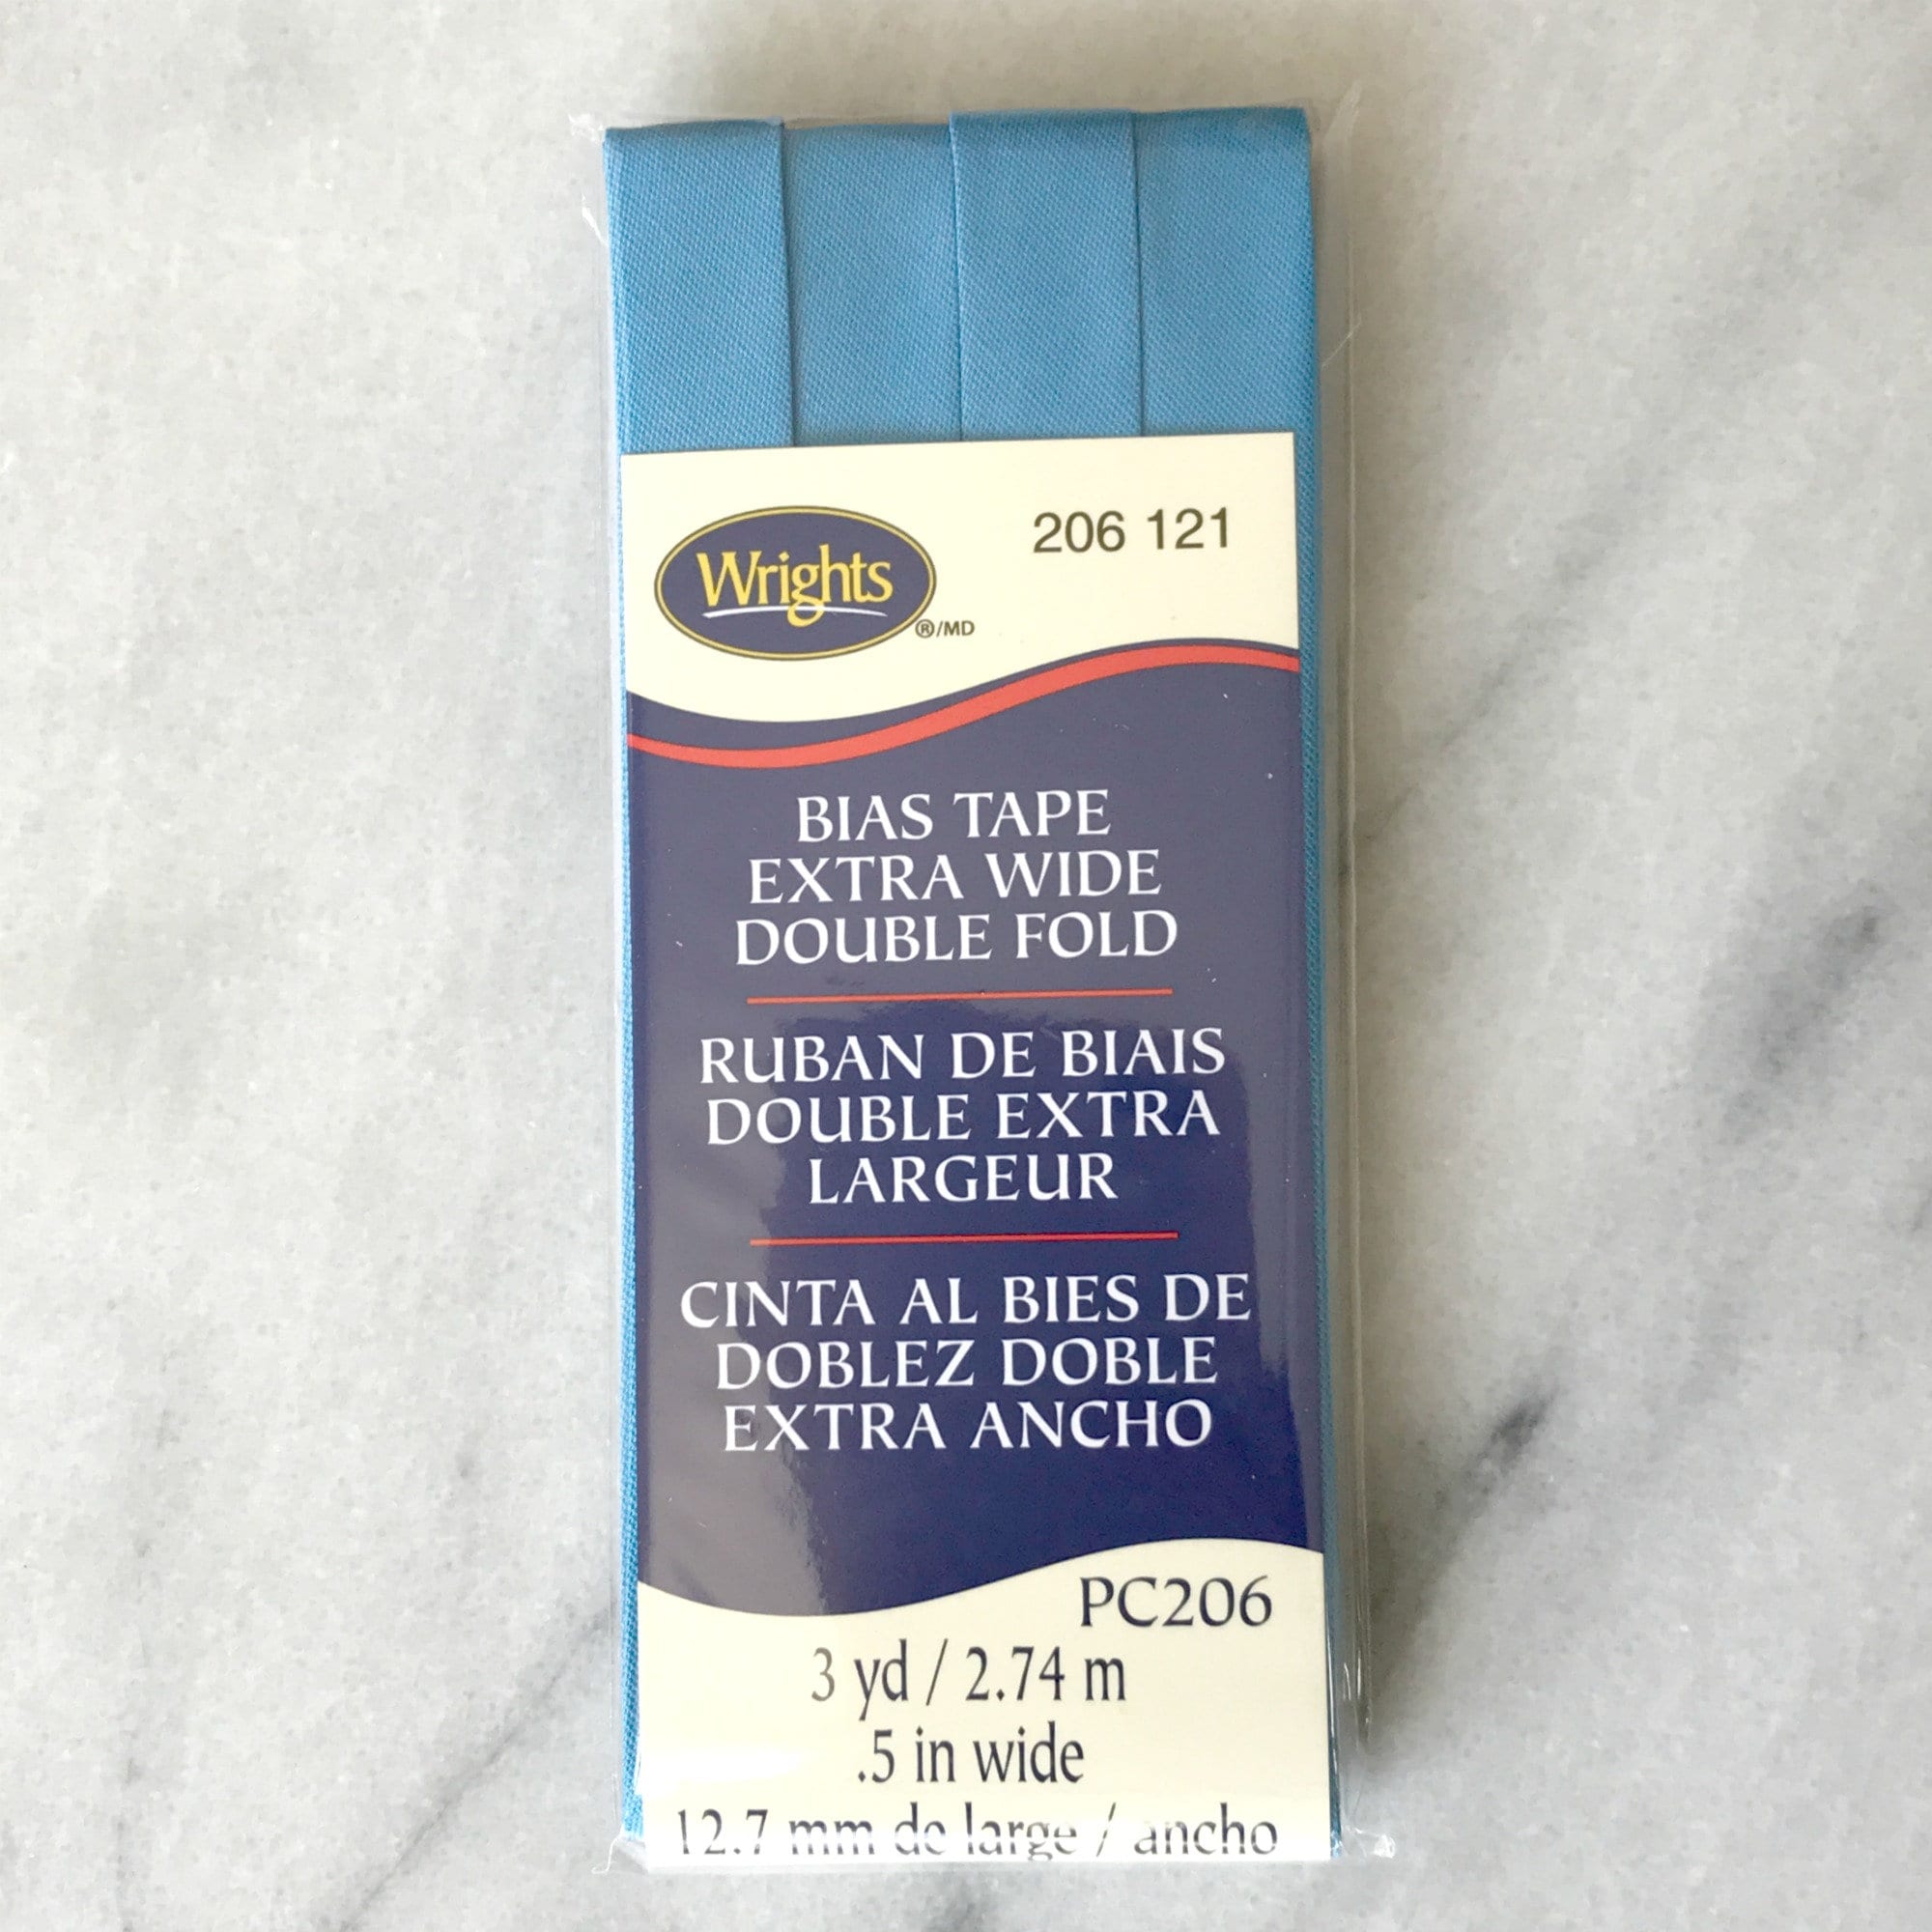 Wrights
®/MD
206 121
BIAS TAPE
EXTRA WIDE
DOUBLE FOLD
RUBAN DE BIAIS
DOUBLE EXTRA
LARGEUR
CINTA AL BIES DE
DOBLEZ DOBLE
EXTRA ANCHO
PC206
3 yd / 2.74 m
.5 in wide
12.7 mm de large / ancho